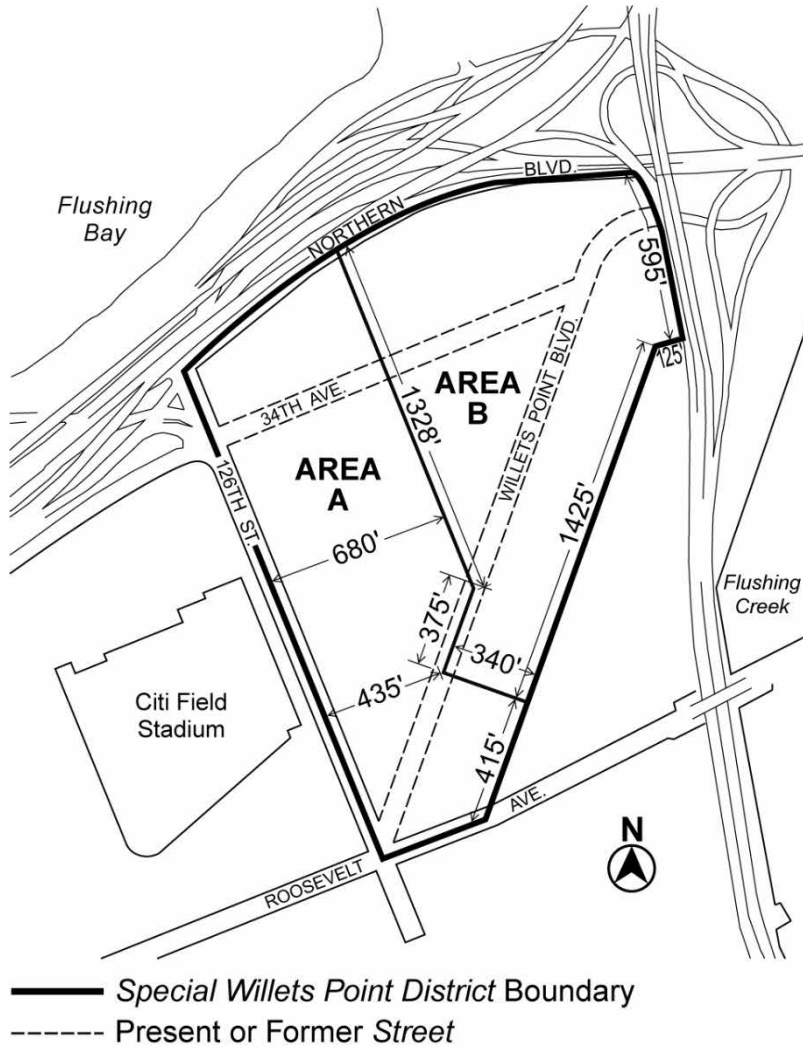 BLVD.
Flushing
Bay
NORTHERN
595'
125'
34TH AVE.
1328'
AREA
B
WILLETS POINT BLVD.
AREA
A
126TH ST.
680'
1425'
375'
340'
435'
415'
Flushing
Creek
Citi Field
Stadium
AVE.
ROOSEVELT
N
Special Willets Point District Boundary
Present or Former Street